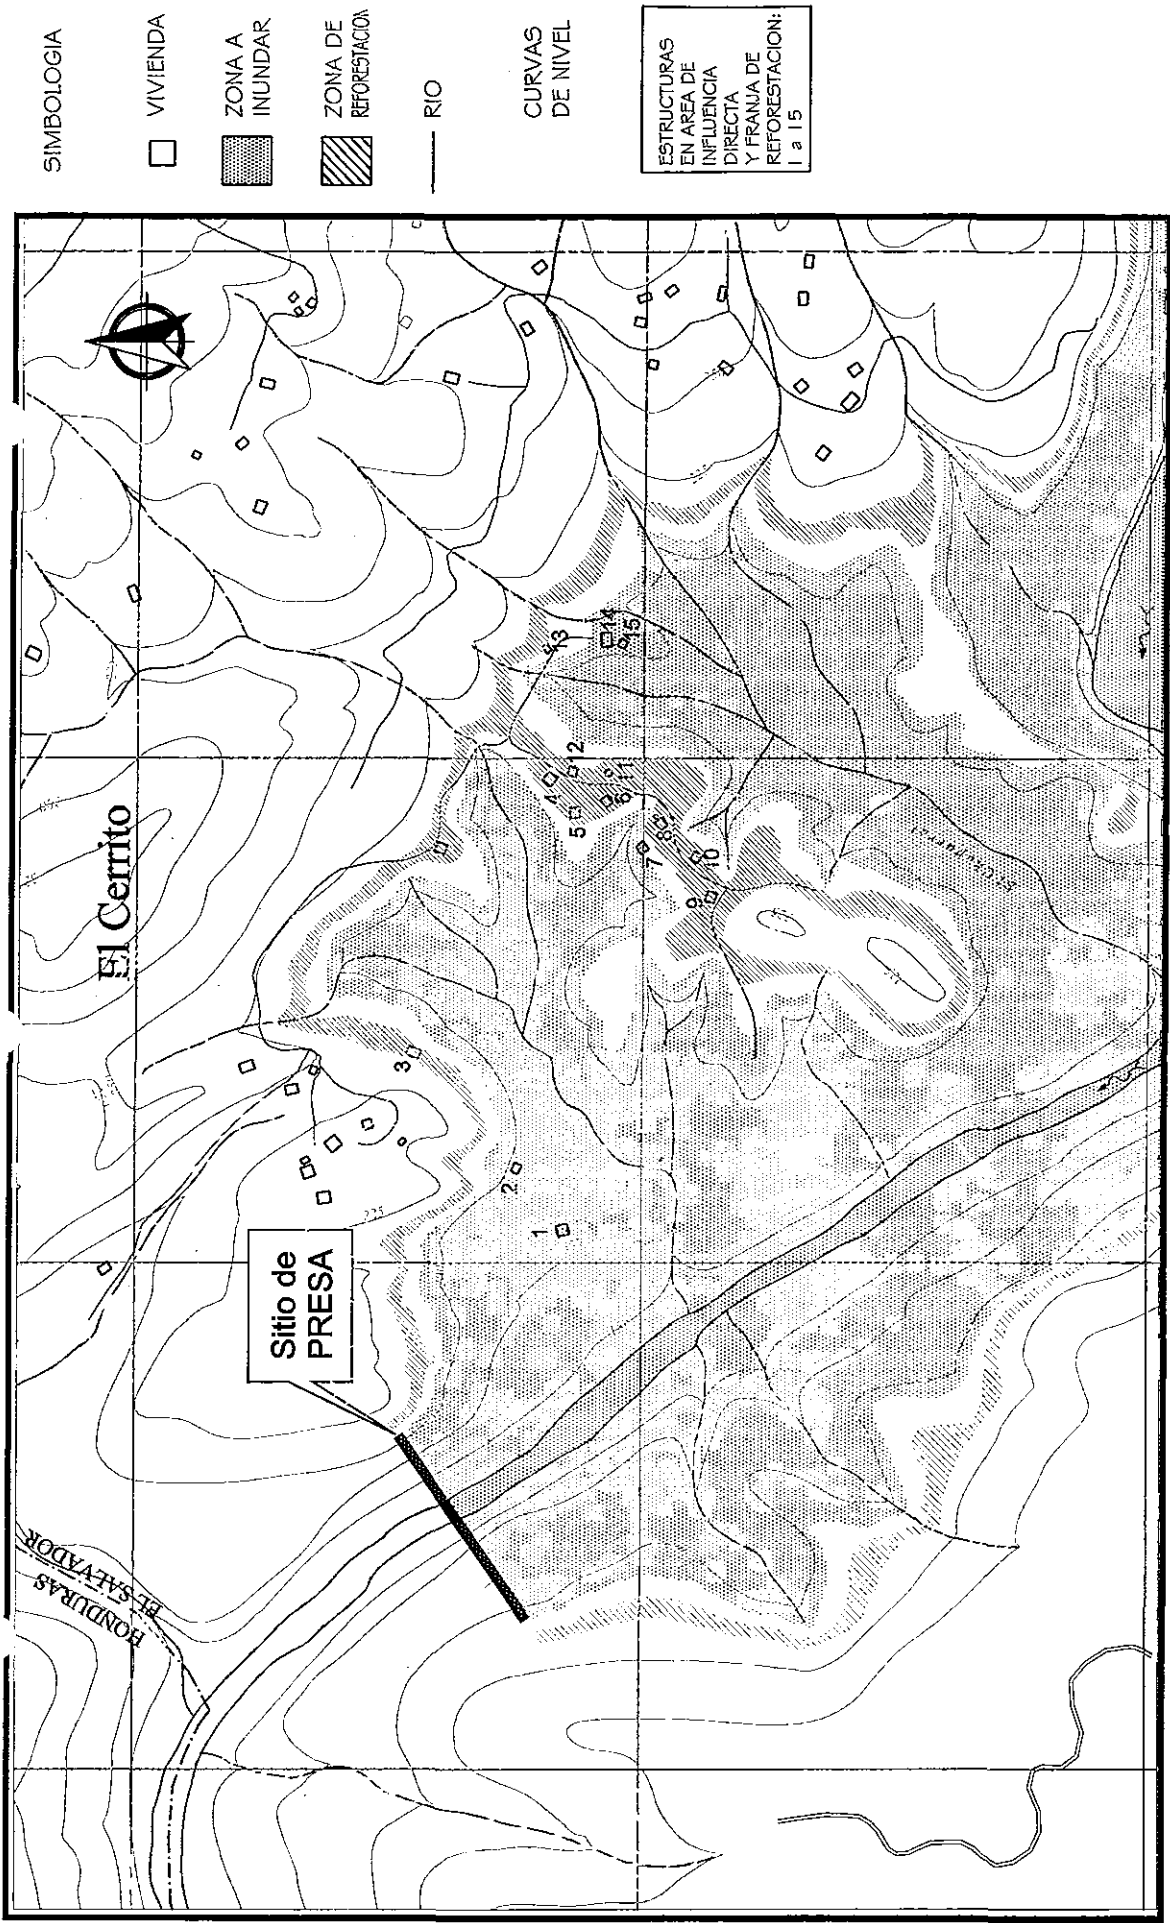 SIMBOLOGIA
VIVIENDA
ZONA A
INUNDAR
ZONA DE
REFORESTACION
RIO
CURVAS
DE NIVEL
ESTRUCTURAS
EN AREA DE
INFLUENCIA
DIRECTA
Y FRANJA DE
REFORESTACION:
1 a 15
El Cerrito
Sitio de
PRESA
HONDURAS
EL SALVADOR
225
1
2
3
4
5
6
7
8
9
10
11
12
13
14
15